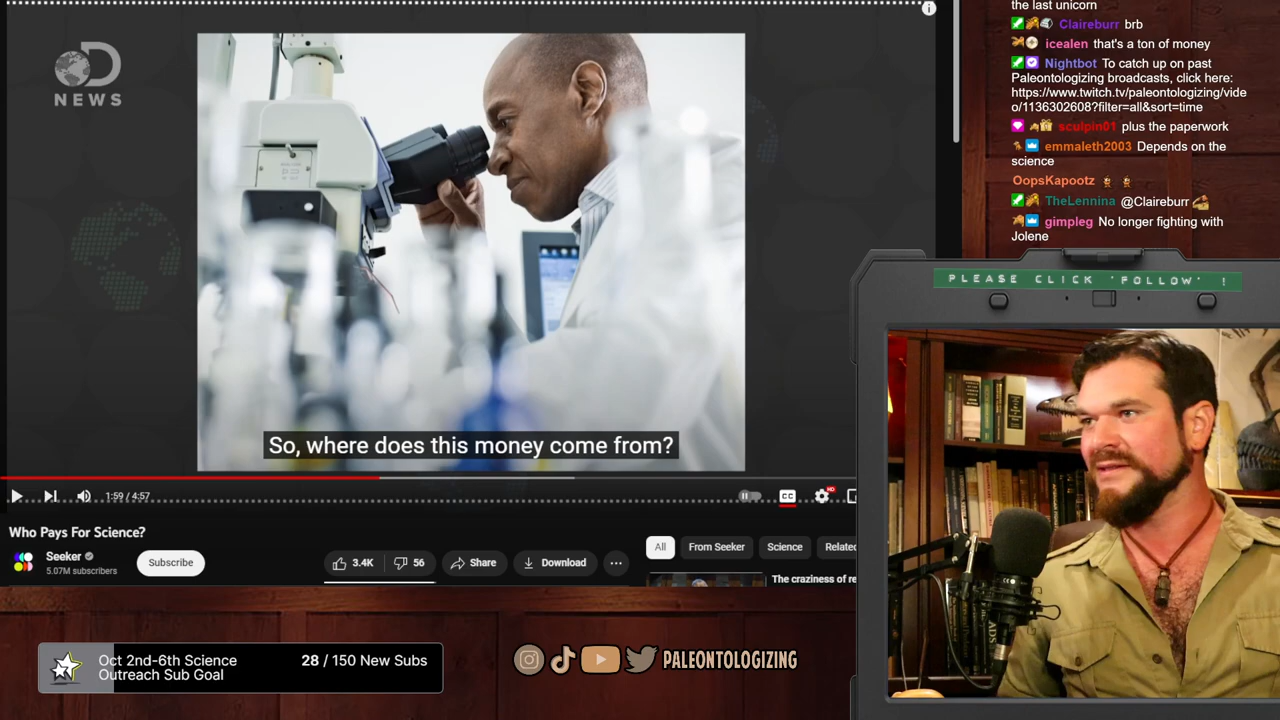 NEWS
So, where does this money come from?
1:59 / 4:57
CC
HD
Who Pays For Science?
Seeker
5.07M subscribers
Subscribe
3.4K
56
Share
Download
All
From Seeker
Science
The craziness of re
Oct 2nd-6th Science
Outreach Sub Goal
28 / 150 New Subs
PALEONTOLOGIZING
the last unicorn
Claireburr brb
icealen that's a ton of money
Nightbot To catch up on past
Paleontologizing broadcasts, click here:
https://www.twitch.tv/paleontologizing/vide
o/1136302608?filter=all&sort=time
sculpin01 plus the paperwork
emmaleth2003 Depends on the
science
OopsKapootz
TheLennina @Claireburr
gimpleg No longer fighting with
Jolene
PLEASE CLICK 'FOLLOW' !